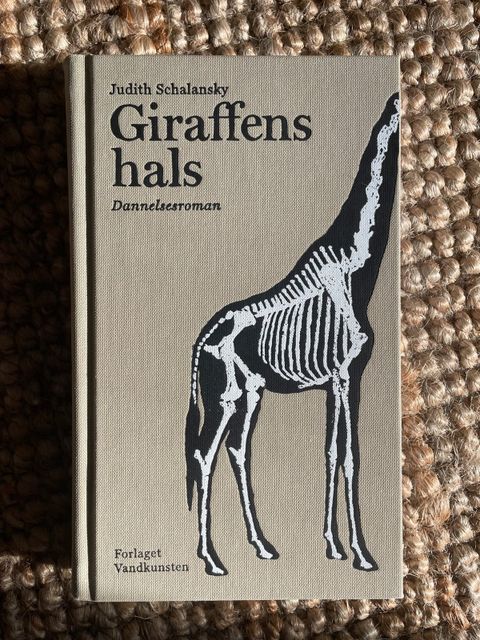 Judith Schalansky
Giraffens
hals
Dannelsesroman
Forlaget
Vandkunsten